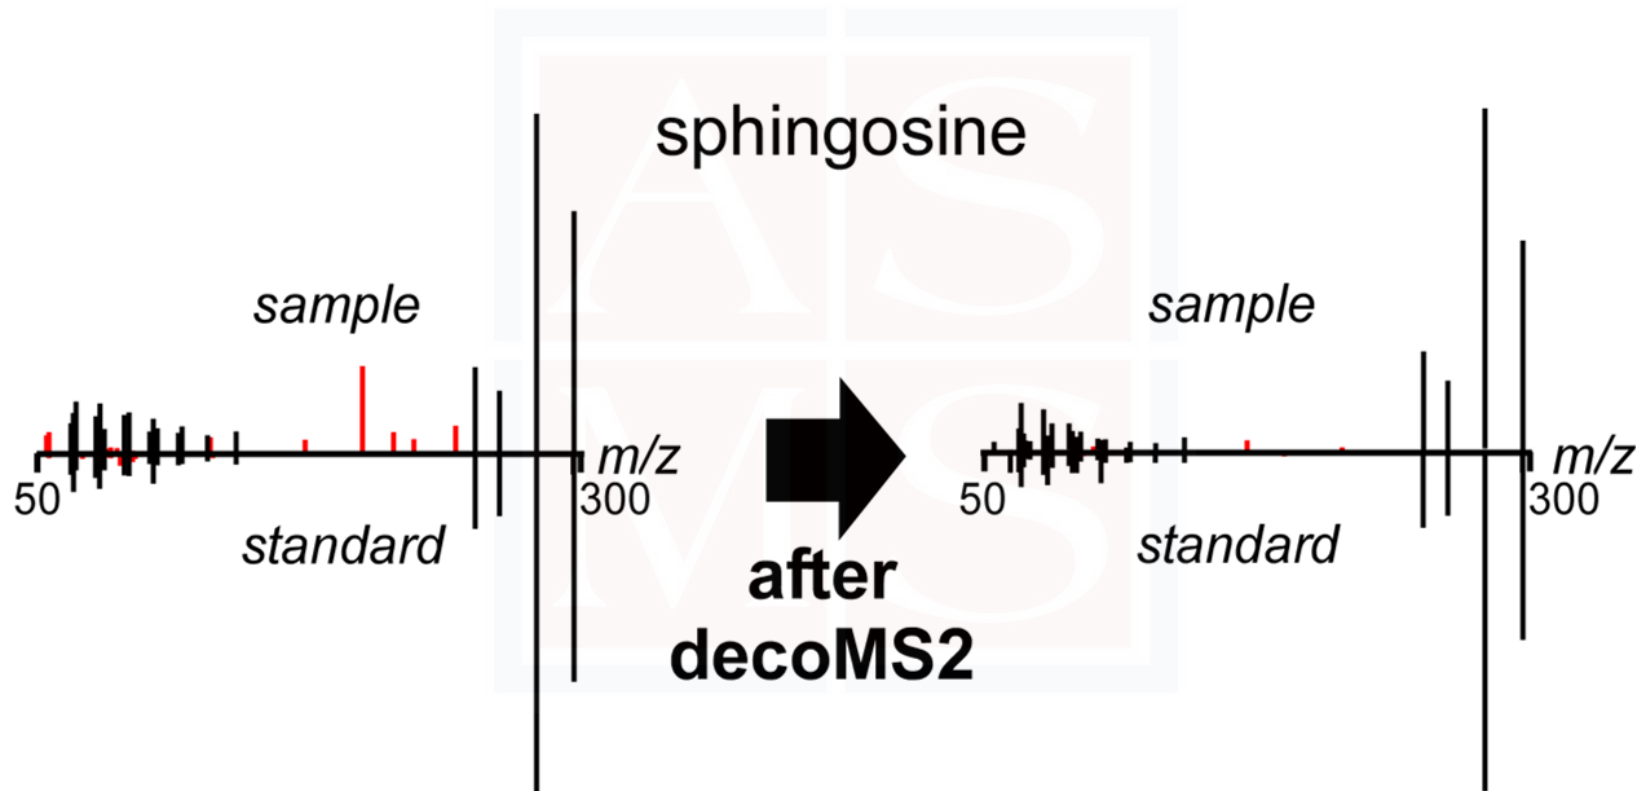 sphingosine
sample
m/z
50
300
standard
after
decoMS2
sample
m/z
50
300
standard
A S
M S